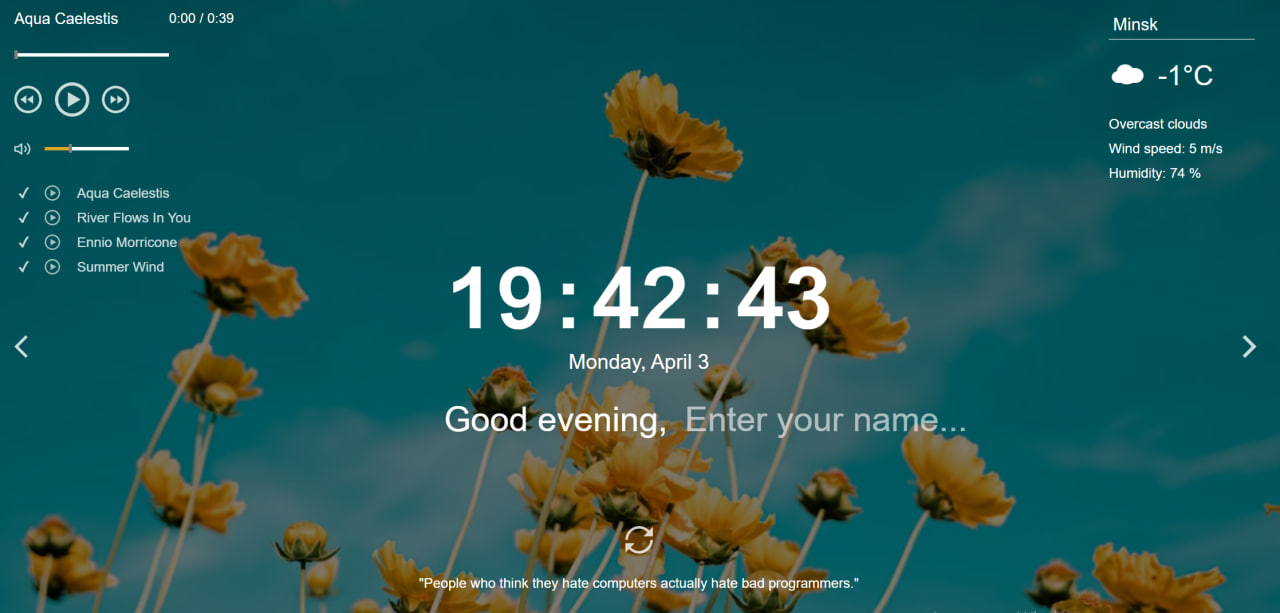 Aqua Caelestis 0:00 / 0:39
Aqua Caelestis
River Flows In You
Ennio Morricone
Summer Wind
Minsk
-1°C
Overcast clouds
Wind speed: 5 m/s
Humidity: 74 %
19:42:43
Monday, April 3
Good evening, Enter your name...
"People who think they hate computers actually hate bad programmers."